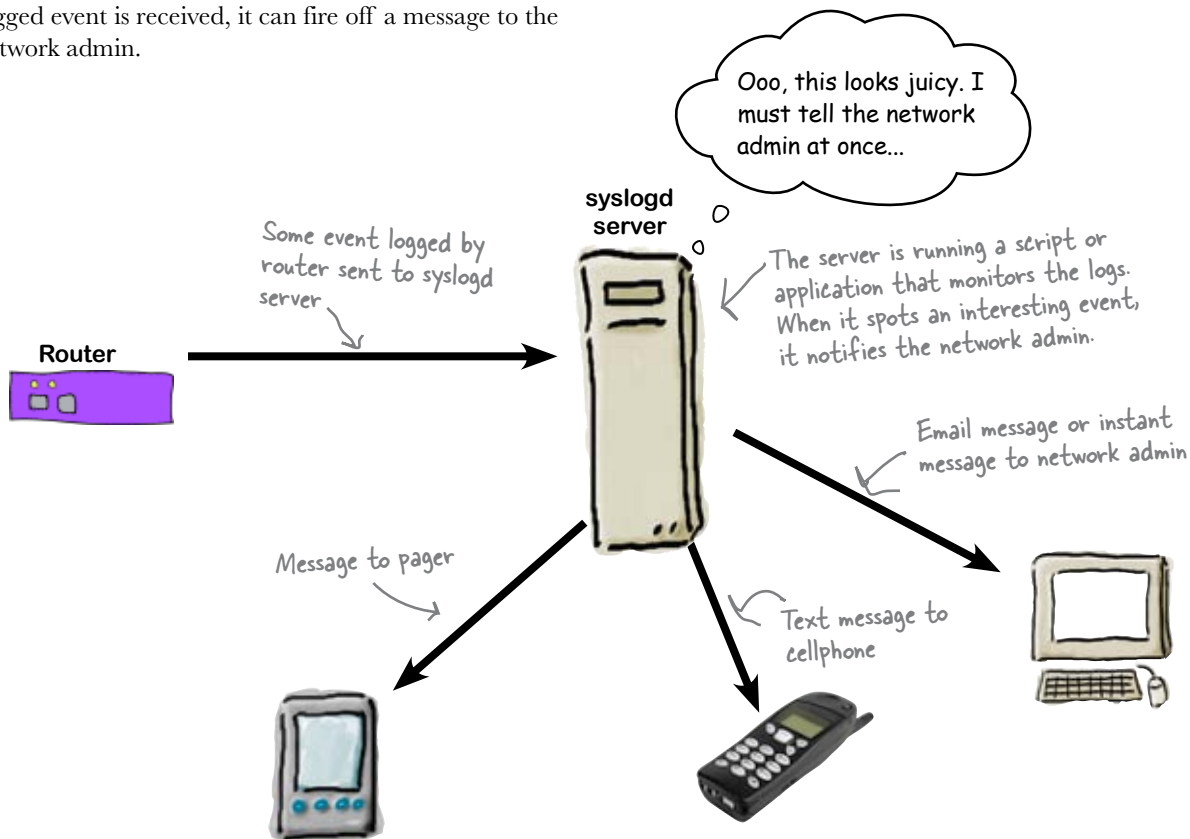 gged event is received, it can fire off a message to the
twork admin.
Ooo, this looks juicy. I
must tell the network
admin at once...
syslogd
server
Some event logged by
router sent to syslogd
server
The server is running a script or
application that monitors the logs.
When it spots an interesting event,
it notifies the network admin.
Router
Email message or instant
message to network admin
Message to pager
Text message to
cellphone